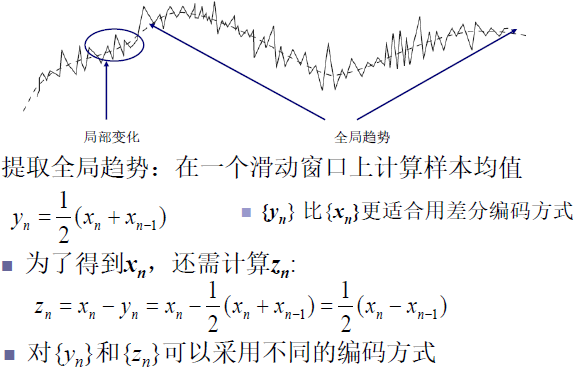 局部变化 全局趋势
提取全局趋势：在一个滑动窗口上计算样本均值
yₙ = 1/2 (xₙ + xₙ₋₁) ■ {yₙ} 比{xₙ}更适合用差分编码方式
■ 为了得到xₙ，还需计算zₙ:
zₙ = xₙ − yₙ = xₙ − 1/2 (xₙ + xₙ₋₁) = 1/2 (xₙ − xₙ₋₁)
■ 对{yₙ}和{zₙ}可以采用不同的编码方式